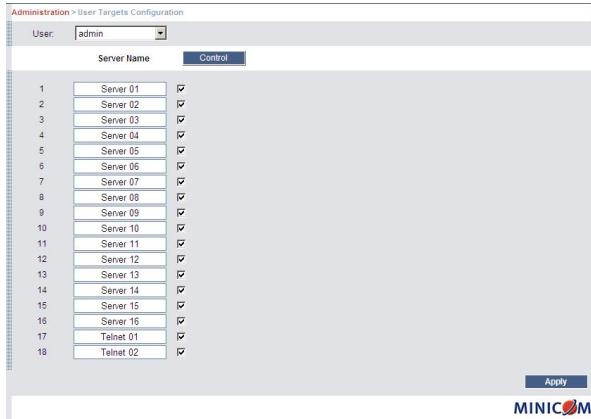 Administration > User Targets Configuration
User: admin
Server Name Control
1 Server 01
2 Server 02
3 Server 03
4 Server 04
5 Server 05
6 Server 06
7 Server 07
8 Server 08
9 Server 09
10 Server 10
11 Server 11
12 Server 12
13 Server 13
14 Server 14
15 Server 15
16 Server 16
17 Telnet 01
18 Telnet 02
Apply
MINICOM